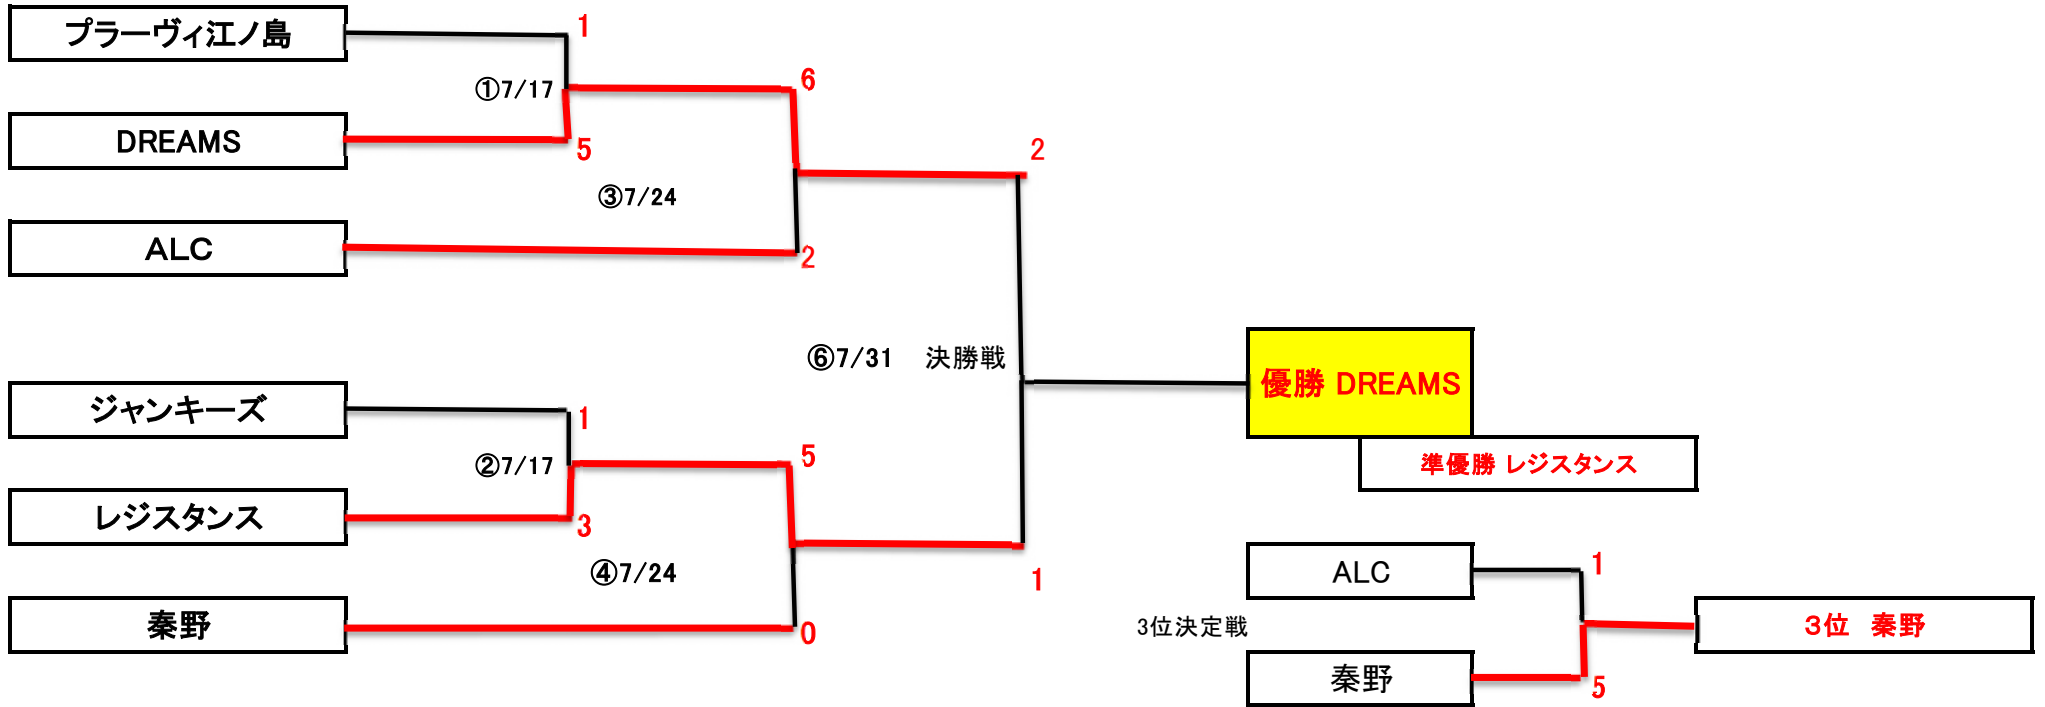 プラーヴィ江ノ島
1
①7/17
6
DREAMS
5
2
③7/24
ALC
2
⑥7/31 決勝戦
優勝 DREAMS
ジャンキーズ
1
②7/17
5
準優勝 レジスタンス
レジスタンス
3
④7/24
1
秦野
0
ALC
1
3位決定戦
3位 秦野
秦野
5